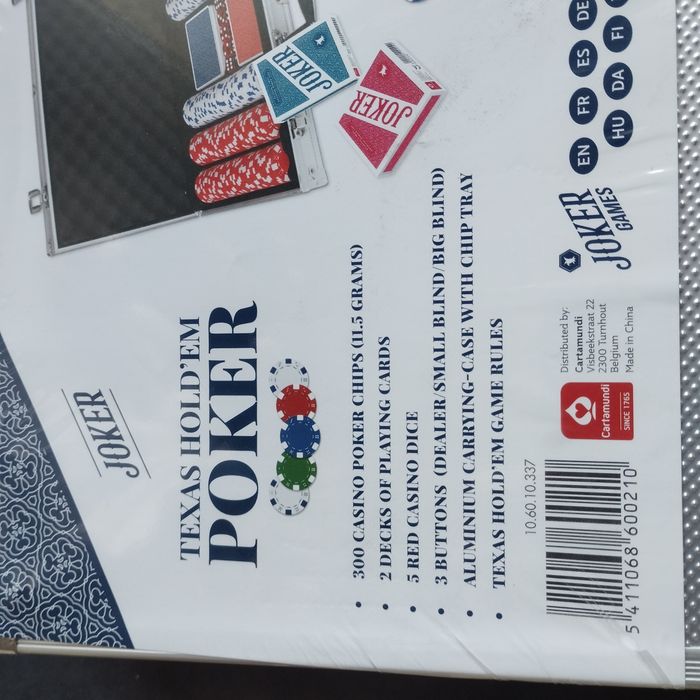 JOKER
TEXAS HOLD'EM
POKER
• 300 CASINO POKER CHIPS (11.5 GRAMS)
• 2 DECKS OF PLAYING CARDS
• 5 RED CASINO DICE
• 3 BUTTONS (DEALER/SMALL BLIND/BIG BLIND)
• ALUMINIUM CARRYING-CASE WITH CHIP TRAY
• TEXAS HOLD'EM GAME RULES
10.60.10.337
5 411068 600210
Cartamundi
SINCE 1765
Distributed by:
Cartamundi
Visbeekstraat 22
2300 Turnhout
Belgium
Made in China
JOKER
GAMES
EN FR ES DE
HU DA FI
JOKER
JOKER